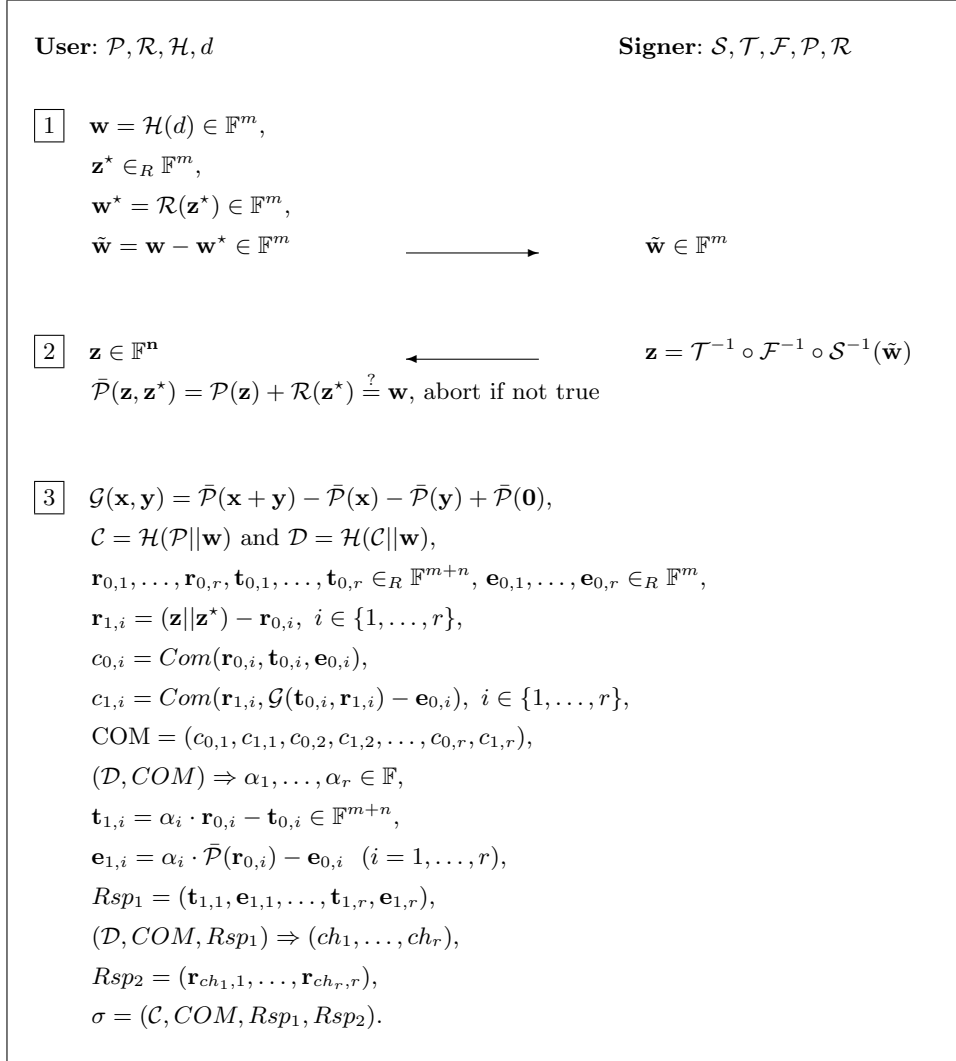 User: 𝒫, ℛ, ℋ, d Signer: 𝒮, 𝒯, ℱ, 𝒫, ℛ
1 w = ℋ(d) ∈ 𝔽^m,
z^⋆ ∈_R 𝔽^m,
w^⋆ = ℛ(z^⋆) ∈ 𝔽^m,
w̃ = w − w^⋆ ∈ 𝔽^m ⟶ w̃ ∈ 𝔽^m
2 z ∈ 𝔽^n ⟵ z = 𝒯^{−1} ∘ ℱ^{−1} ∘ 𝒮^{−1}(w̃)
𝒫̄(z, z^⋆) = 𝒫(z) + ℛ(z^⋆) =^? w, abort if not true
3 𝒢(x, y) = 𝒫̄(x + y) − 𝒫̄(x) − 𝒫̄(y) + 𝒫̄(0),
𝒞 = ℋ(𝒫||w) and 𝒟 = ℋ(𝒞||w),
r_{0,1}, . . . , r_{0,r}, t_{0,1}, . . . , t_{0,r} ∈_R 𝔽^{m+n}, e_{0,1}, . . . , e_{0,r} ∈_R 𝔽^m,
r_{1,i} = (z||z^⋆) − r_{0,i}, i ∈ {1, . . . , r},
c_{0,i} = Com(r_{0,i}, t_{0,i}, e_{0,i}),
c_{1,i} = Com(r_{1,i}, 𝒢(t_{0,i}, r_{1,i}) − e_{0,i}), i ∈ {1, . . . , r},
COM = (c_{0,1}, c_{1,1}, c_{0,2}, c_{1,2}, . . . , c_{0,r}, c_{1,r}),
(𝒟, COM) ⇒ α_1, . . . , α_r ∈ 𝔽,
t_{1,i} = α_i · r_{0,i} − t_{0,i} ∈ 𝔽^{m+n},
e_{1,i} = α_i · 𝒫̄(r_{0,i}) − e_{0,i} (i = 1, . . . , r),
Rsp_1 = (t_{1,1}, e_{1,1}, . . . , t_{1,r}, e_{1,r}),
(𝒟, COM, Rsp_1) ⇒ (ch_1, . . . , ch_r),
Rsp_2 = (r_{ch_1,1}, . . . , r_{ch_r,r}),
σ = (𝒞, COM, Rsp_1, Rsp_2).